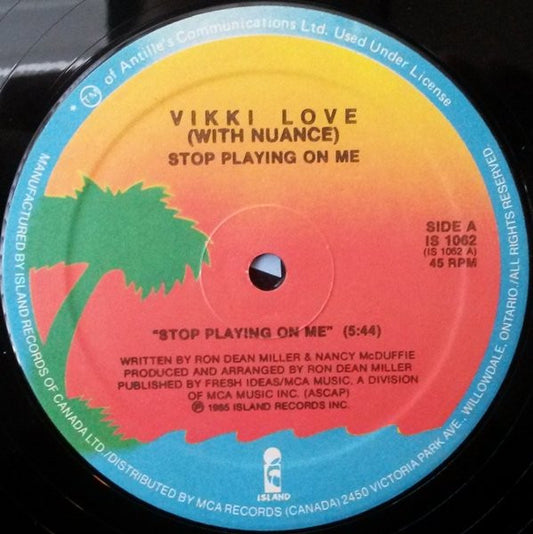 * TM of Antille's Communications Ltd. Used Under License
VIKKI LOVE
(WITH NUANCE)
STOP PLAYING ON ME
SIDE A
IS 1062
(IS 1062 A)
45 RPM
"STOP PLAYING ON ME" (5:44)
WRITTEN BY RON DEAN MILLER & NANCY McDUFFIE
PRODUCED AND ARRANGED BY RON DEAN MILLER
PUBLISHED BY FRESH IDEAS/MCA MUSIC, A DIVISION
OF MCA MUSIC INC. (ASCAP)
℗ 1985 ISLAND RECORDS INC.
ISLAND
MANUFACTURED BY ISLAND RECORDS OF CANADA LTD./DISTRIBUTED BY MCA RECORDS (CANADA) 2450 VICTORIA PARK AVE., WILLOWDALE, ONTARIO./ALL RIGHTS RESERVED.